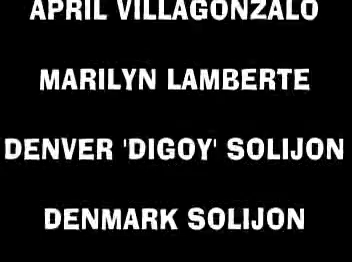 APRIL VILLAGONZALO
MARILYN LAMBERTE
DENVER 'DIGOY' SOLIJON
DENMARK SOLIJON